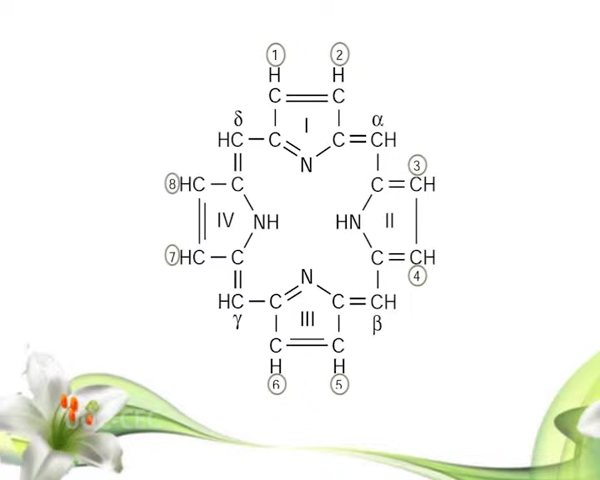 1 2
H H
C C
δ I α
HC C C CH
N
8 HC C C CH 3
IV NH HN II
7 HC C C CH 4
N
HC C C CH
γ III β
C C
H H
6 5